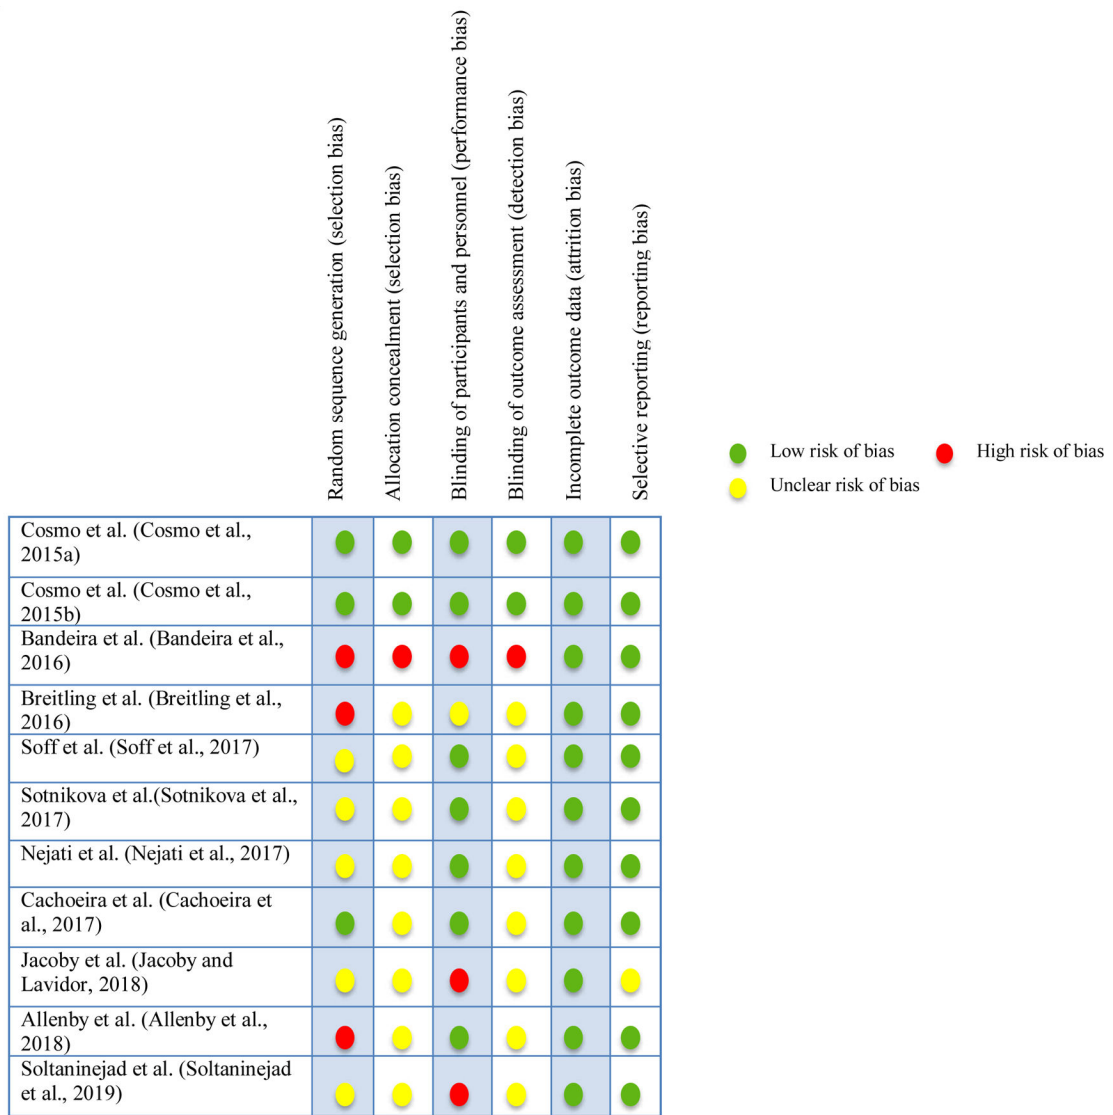 Random sequence generation (selection bias)
Allocation concealment (selection bias)
Blinding of participants and personnel (performance bias)
Blinding of outcome assessment (detection bias)
Incomplete outcome data (attrition bias)
Selective reporting (reporting bias)
Low risk of bias
High risk of bias
Unclear risk of bias
Cosmo et al. (Cosmo et al.,
2015a)
Cosmo et al. (Cosmo et al.,
2015b)
Bandeira et al. (Bandeira et al.,
2016)
Breitling et al. (Breitling et al.,
2016)
Soff et al. (Soff et al., 2017)
Sotnikova et al.(Sotnikova et al.,
2017)
Nejati et al. (Nejati et al., 2017)
Cachoeira et al. (Cachoeira et
al., 2017)
Jacoby et al. (Jacoby and
Lavidor, 2018)
Allenby et al. (Allenby et al.,
2018)
Soltaninejad et al. (Soltaninejad
et al., 2019)